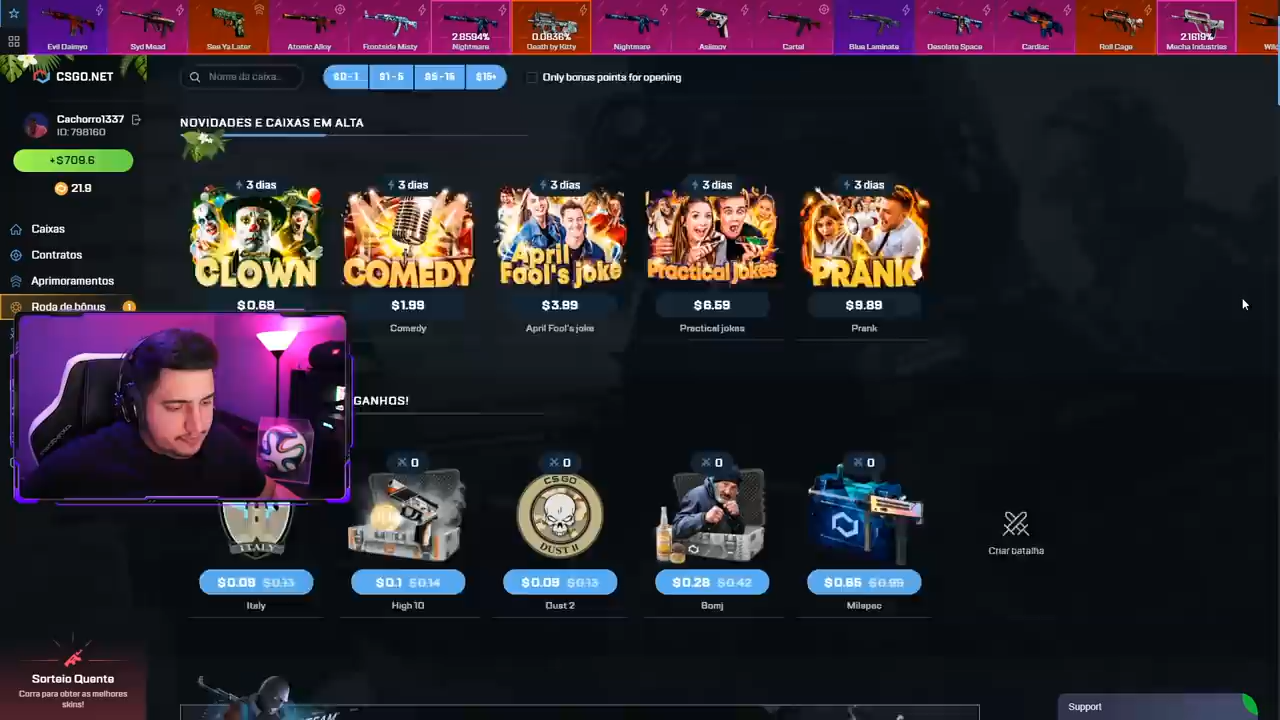 Evil Daimyo
Syd Mead
See Ya Later
Atomic Alloy
Frontside Misty
2.8594%
Nightmare
0.0836%
Death by Kitty
Nightmare
Asiimov
Cartel
Blue Laminate
Desolate Space
Cardiac
Roll Cage
2.1619%
Mecha Industries
CSGO.NET
Nome da caixa...
$0-1
$1-5
$5-15
$15+
Only bonus points for opening
Cachorro1337
ID: 798160
+$709.6
21.9
NOVIDADES E CAIXAS EM ALTA
3 dias
3 dias
3 dias
3 dias
3 dias
CLOWN
COMEDY
April Fool's joke
Practical jokes
PRANK
$0.69
$1.99
$3.99
$6.59
$9.89
Comedy
April Fool's joke
Practical jokes
Prank
Caixas
Contratos
Aprimoramentos
Roda de bônus
1
GANHOS!
0
0
0
0
CS GO
ITALY
DUST II
Criar batalha
$0.09 $0.13
$0.1 $0.14
$0.09 $0.13
$0.28 $0.42
$0.65 $0.95
Italy
High 10
Dust 2
Bomj
Milspec
Sorteio Quente
Corra para obter as melhores
skins!
Support